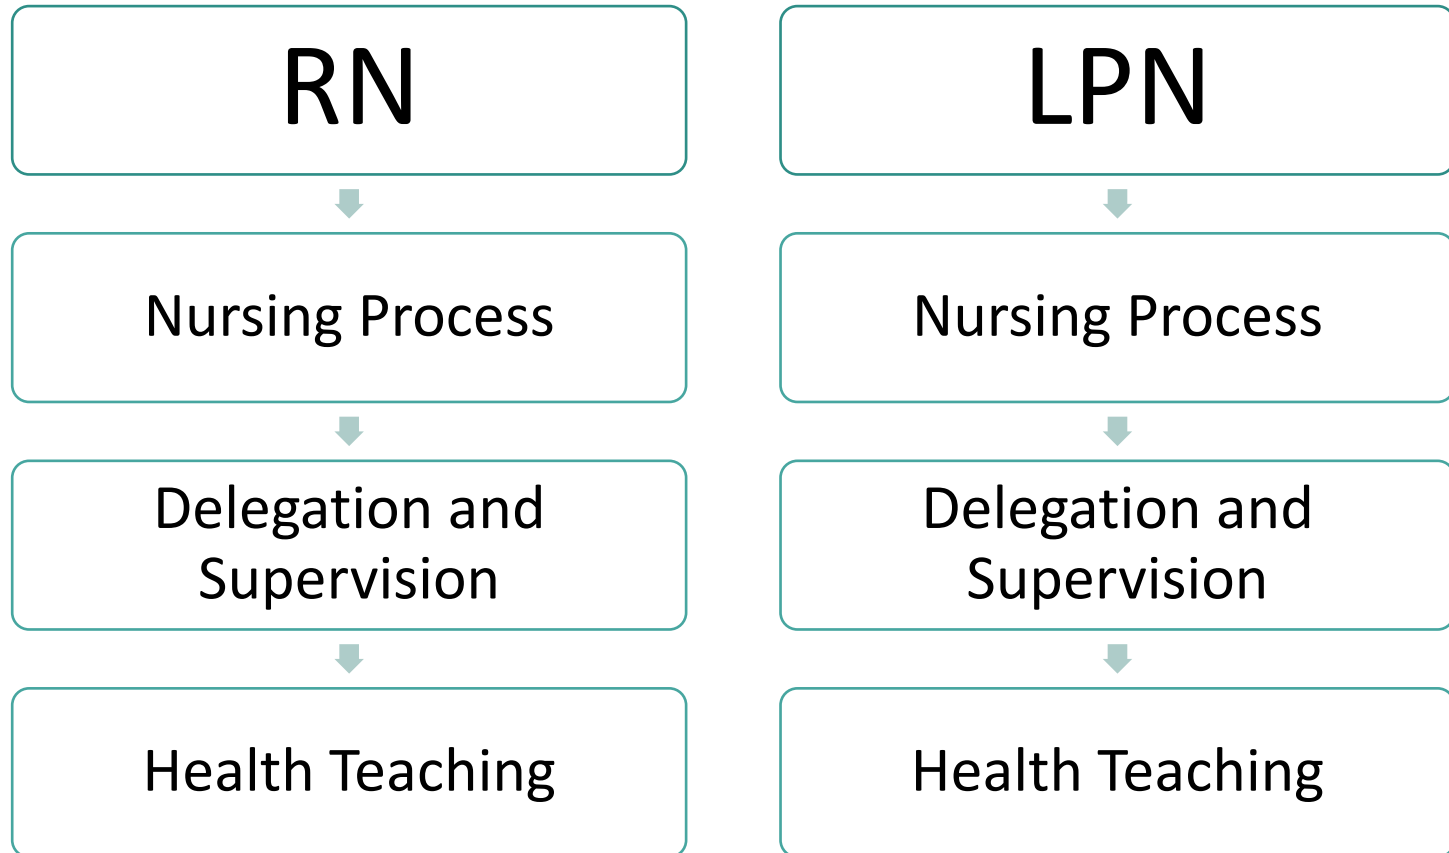 RN
Nursing Process
Delegation and
Supervision
Health Teaching
LPN
Nursing Process
Delegation and
Supervision
Health Teaching